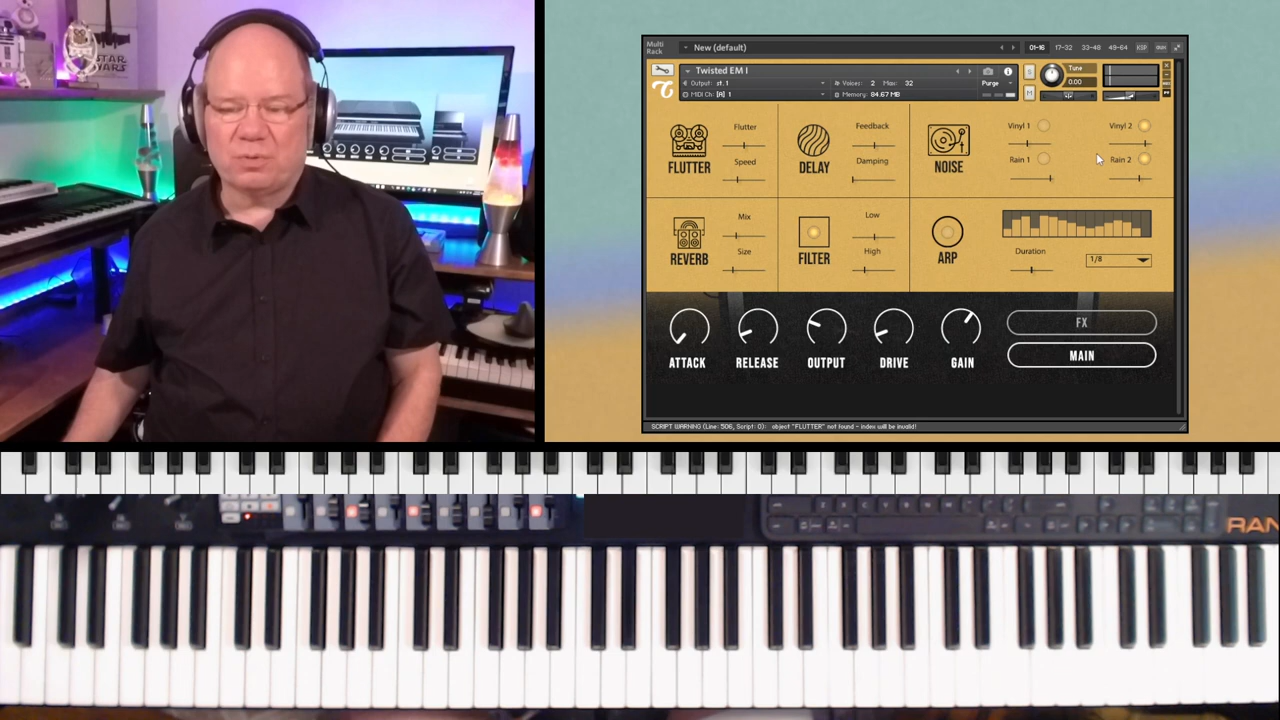 STAR
WARS
Multi
Rack
New (default)
01-16 17-32 33-48 49-64 KSP
Twisted EM I
Output: st. 1
Voices: 2 Max: 32
Purge
MIDI Ch: [A] 1
Memory: 84.67 MB
S
M
Tune
0.00
FLUTTER
Flutter
Speed
DELAY
Feedback
Damping
NOISE
Vinyl 1
Vinyl 2
Rain 1
Rain 2
REVERB
Mix
Size
FILTER
Low
High
ARP
Duration
1/8
ATTACK
RELEASE
OUTPUT
DRIVE
GAIN
FX
MAIN
SCRIPT WARNING (Line: 506, Script: 0): object "FLUTTER" not found - index will be invalid!
RAN